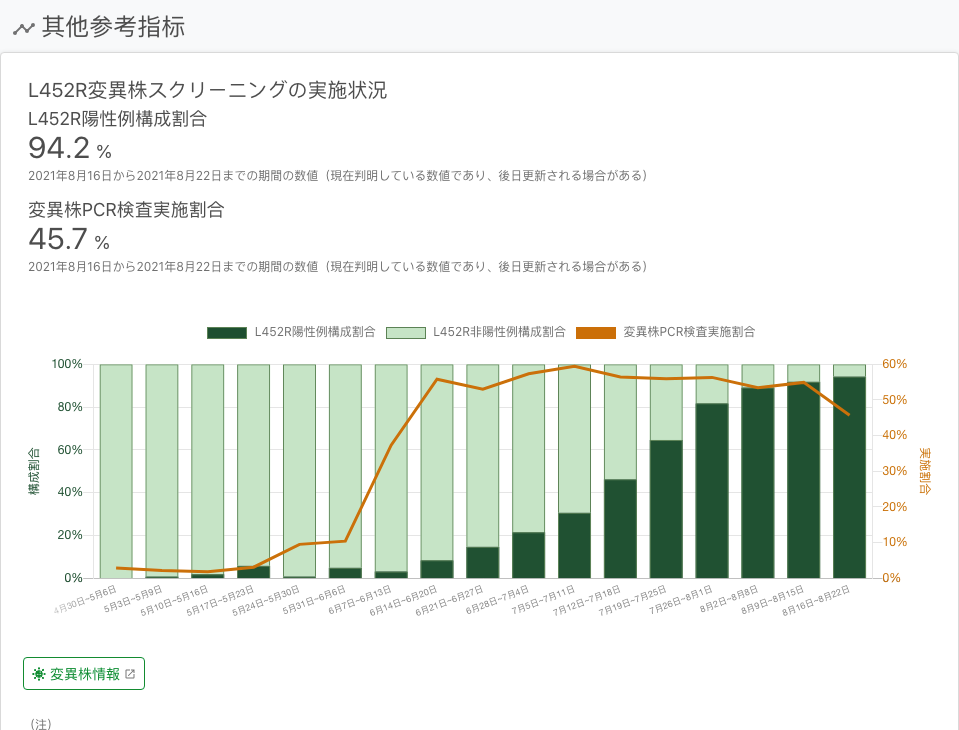 其他参考指标
L452R変異株スクリーニングの実施状況
L452R陽性例構成割合
94.2 %
2021年8月16日から2021年8月22日までの期間の数値（現在判明している数値であり、後日更新される場合がある）
変異株PCR検査実施割合
45.7 %
2021年8月16日から2021年8月22日までの期間の数値（現在判明している数値であり、後日更新される場合がある）
L452R陽性例構成割合 L452R非陽性例構成割合 変異株PCR検査実施割合
100% 60%
80% 50%
60% 40%
40% 30%
20% 20%
0% 10%
0%
構成割合
実施割合
4月30日~5月6日 5月3日~5月9日 5月10日~5月16日 5月17日~5月23日 5月24日~5月30日 5月31日~6月6日 6月7日~6月13日 6月14日~6月20日 6月21日~6月27日 6月28日~7月4日 7月5日~7月11日 7月12日~7月18日 7月19日~7月25日 7月26日~8月1日 8月2日~8月8日 8月9日~8月15日 8月16日~8月22日
変異株情報
（注）